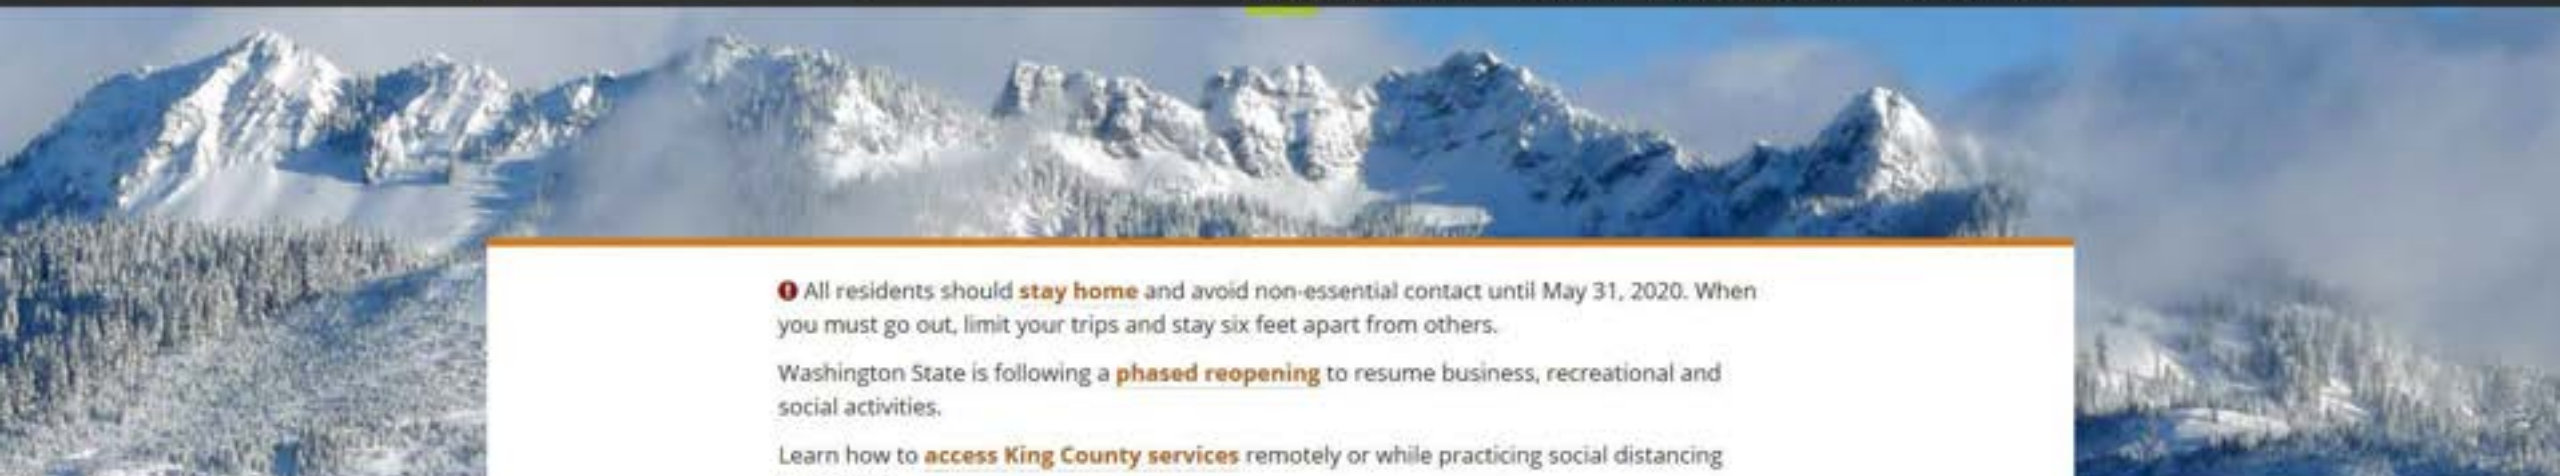 All residents should stay home and avoid non-essential contact until May 31, 2020. When
you must go out, limit your trips and stay six feet apart from others.
Washington State is following a phased reopening to resume business, recreational and
social activities.
Learn how to access King County services remotely or while practicing social distancing